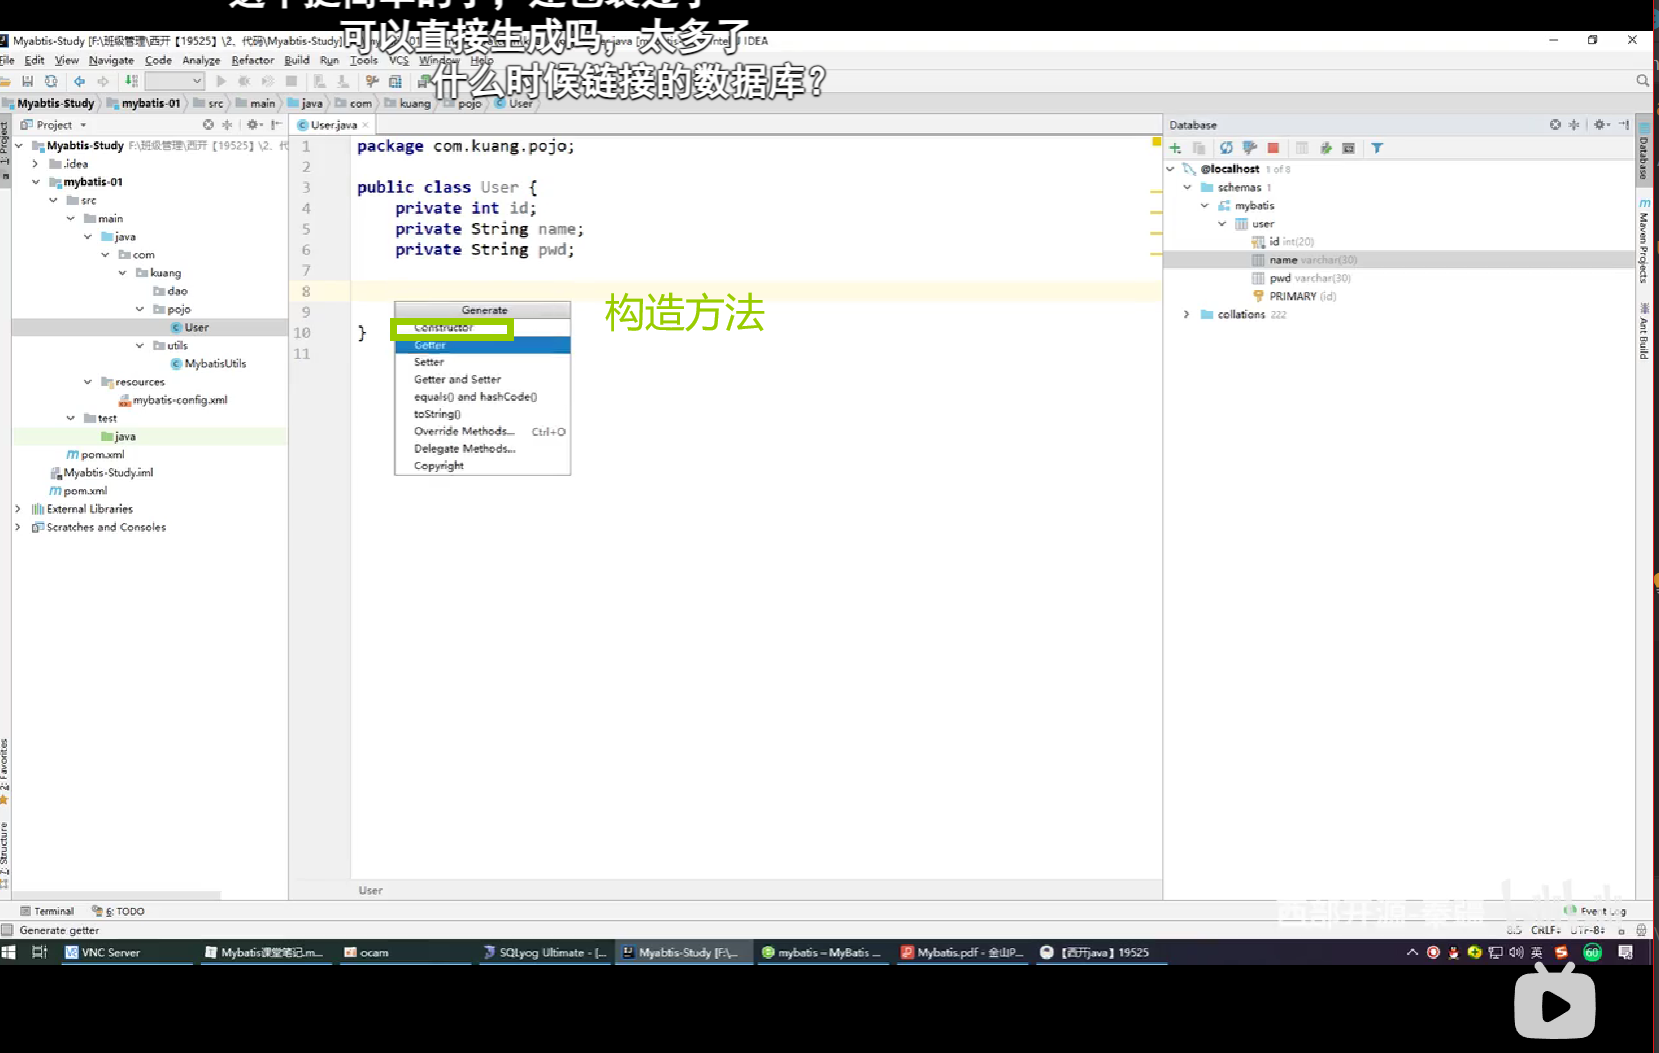 可以直接生成吗，太多了
什么时候链接的数据库？
Myabtis-Study [F:\班级管理\西开【19525】\2、代码\Myabtis-Study]
File Edit View Navigate Code Analyze Refactor Build Run Tools VCS Window Help
Myabtis-Study mybatis-01 src main java com kuang pojo User
Project
User.java
Database
Myabtis-Study F:\班级管理\西开【19525】\2、代
.idea
mybatis-01
src
main
java
com
kuang
dao
pojo
User
utils
MybatisUtils
resources
mybatis-config.xml
test
java
pom.xml
Myabtis-Study.iml
pom.xml
External Libraries
Scratches and Consoles
1 package com.kuang.pojo;
2
3 public class User {
4 private int id;
5 private String name;
6 private String pwd;
7
8
9
10 }
11
Generate
Constructor
Getter
Setter
Getter and Setter
equals() and hashCode()
toString()
Override Methods... Ctrl+O
Delegate Methods...
Copyright
构造方法
@localhost 1 of 8
schemas 1
mybatis
user
id int(20)
name varchar(30)
pwd varchar(30)
PRIMARY (id)
collations 222
1: Project
2: Favorites
7: Structure
Database
Maven Projects
Ant Build
User
Terminal 6: TODO
Event Log
Generate getter
8:5 CRLF UTF-8
VNC Server
Mybatis课堂笔记.m...
ocam
SQLyog Ultimate - [...
Myabtis-Study [F:\...
mybatis – MyBatis ...
Mybatis.pdf - 金山P...
【西开java】19525
英
60